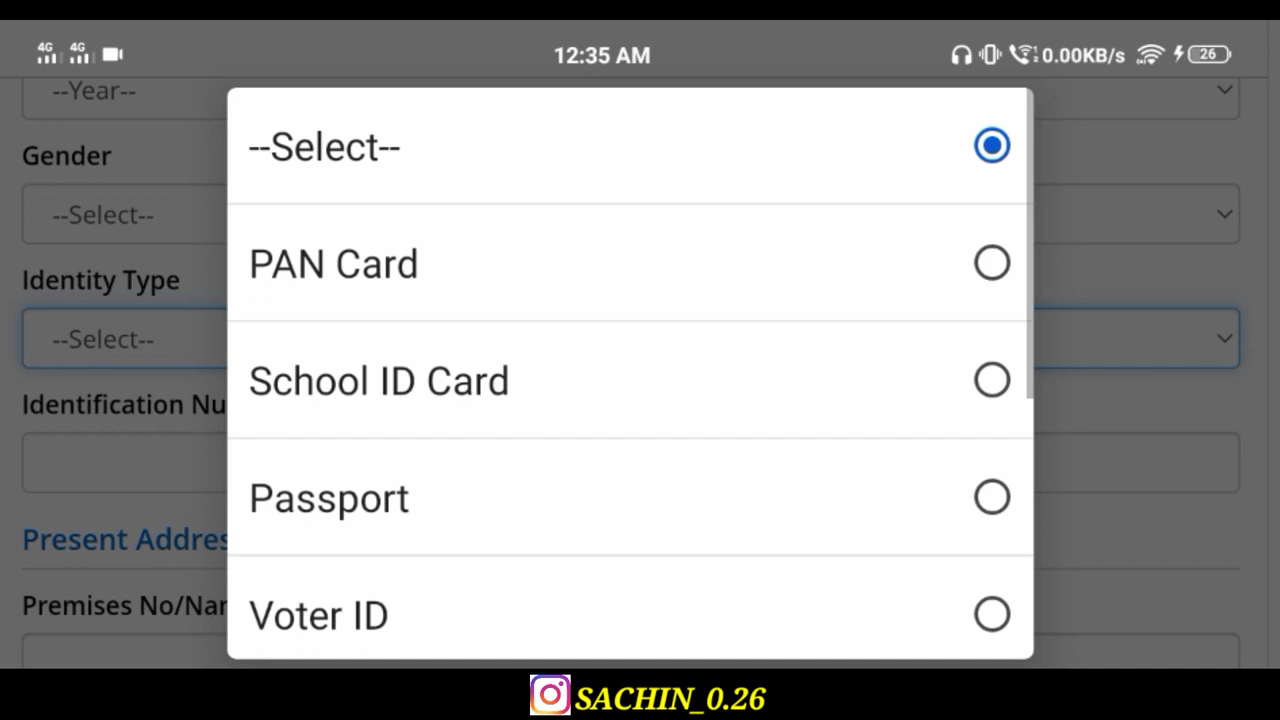 4G 4G 12:35 AM 0.00KB/s 26
--Year--
Gender
--Select--
Identity Type
--Select--
Identification Nu
Present Addres
Premises No/Nar
--Select--
PAN Card
School ID Card
Passport
Voter ID
SACHIN_0.26